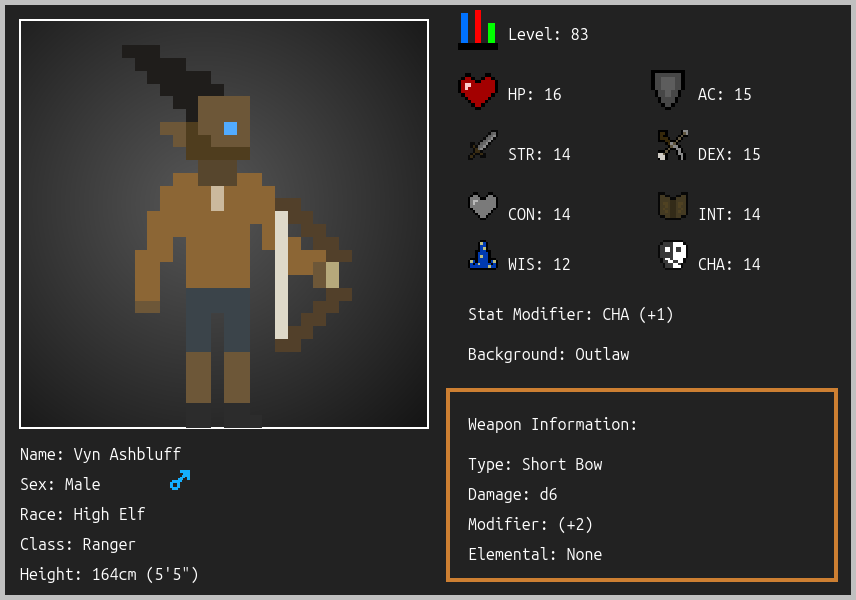 Level: 83
HP: 16
AC: 15
STR: 14
DEX: 15
CON: 14
INT: 14
WIS: 12
CHA: 14
Stat Modifier: CHA (+1)
Background: Outlaw
Weapon Information:
Type: Short Bow
Damage: d6
Modifier: (+2)
Elemental: None
Name: Vyn Ashbluff
Sex: Male
Race: High Elf
Class: Ranger
Height: 164cm (5'5")